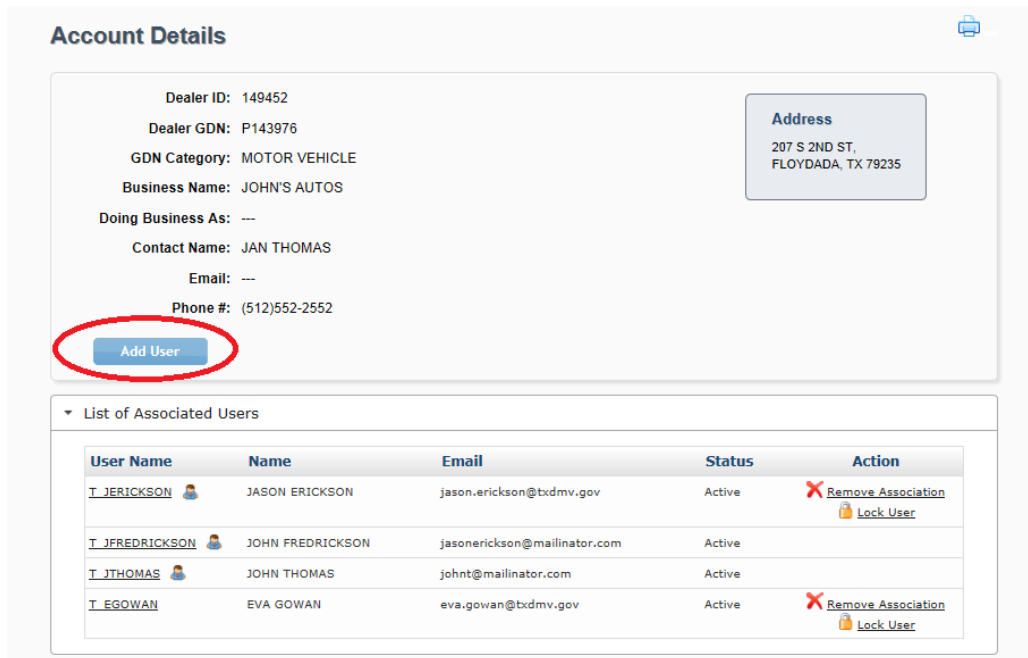 Account Details
Dealer ID: 149452
Dealer GDN: P143976
GDN Category: MOTOR VEHICLE
Business Name: JOHN'S AUTOS
Doing Business As: ---
Contact Name: JAN THOMAS
Email: ---
Phone #: (512)552-2552
Address
207 S 2ND ST,
FLOYDADA, TX 79235
Add User
List of Associated Users
User Name Name Email Status Action
T_JERICKSON JASON ERICKSON jason.erickson@txdmv.gov Active Remove Association
Lock User
T_JFREDRICKSON JOHN FREDRICKSON jasonerickson@mailinator.com Active
T_JTHOMAS JOHN THOMAS johnt@mailinator.com Active
T_EGOWAN EVA GOWAN eva.gowan@txdmv.gov Active Remove Association
Lock User